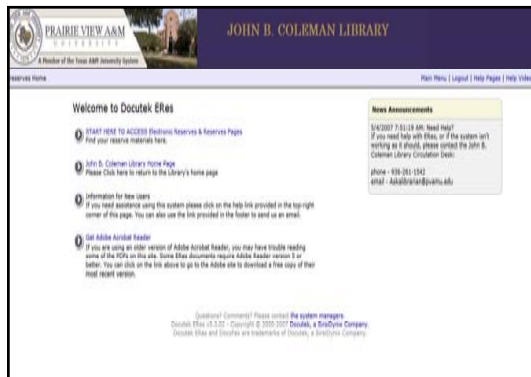 PRAIRIE VIEW A&M
UNIVERSITY
A Member of the Texas A&M University System
JOHN B. COLEMAN LIBRARY
reserves Home
Main Menu | Logout | Help Pages | Help Video
Welcome to Docutek ERes
START HERE TO ACCESS Electronic Reserves & Reserves Pages
Find your reserve materials here.
John B. Coleman Library Home Page
Please Click here to return to the Library's home page
Information for New Users
If you need assistance using this system please click on the help link provided in the top-right
corner of this page. You can also use the link provided in the footer to send us an email.
Get Adobe Acrobat Reader
If you are using an older version of Adobe Acrobat Reader, you may have trouble reading
some of the PDFs on this site. Some ERes documents require Adobe Reader version 5 or
better. You can click on the link above to go to the Adobe site to download a free copy of their
most recent version.
News Announcements
5/4/2007 7:51:19 AM: Need Help?
If you need help with ERes, or if the system isn't
working as it should, please contact the John B.
Coleman Library Circulation Desk:
phone - 936-261-1542
email - Askalibrarian@pvamu.edu
Questions? Comments? Please contact the system managers.
Docutek ERes v5.3.02 - Copyright © 2000-2007 Docutek, a SirsiDynix Company.
Docutek ERes and Docufax are trademarks of Docutek, a SirsiDynix Company.